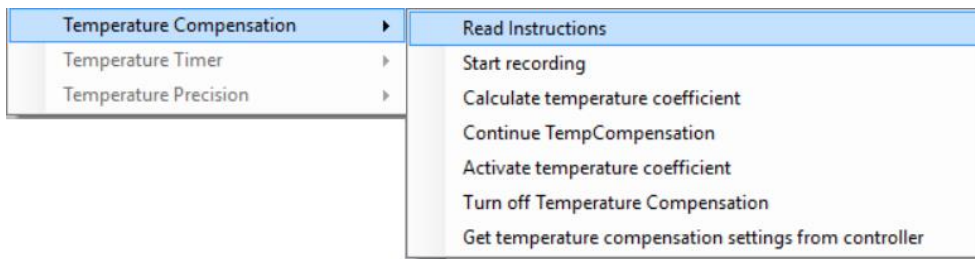 Temperature Compensation
Temperature Timer
Temperature Precision
Read Instructions
Start recording
Calculate temperature coefficient
Continue TempCompensation
Activate temperature coefficient
Turn off Temperature Compensation
Get temperature compensation settings from controller